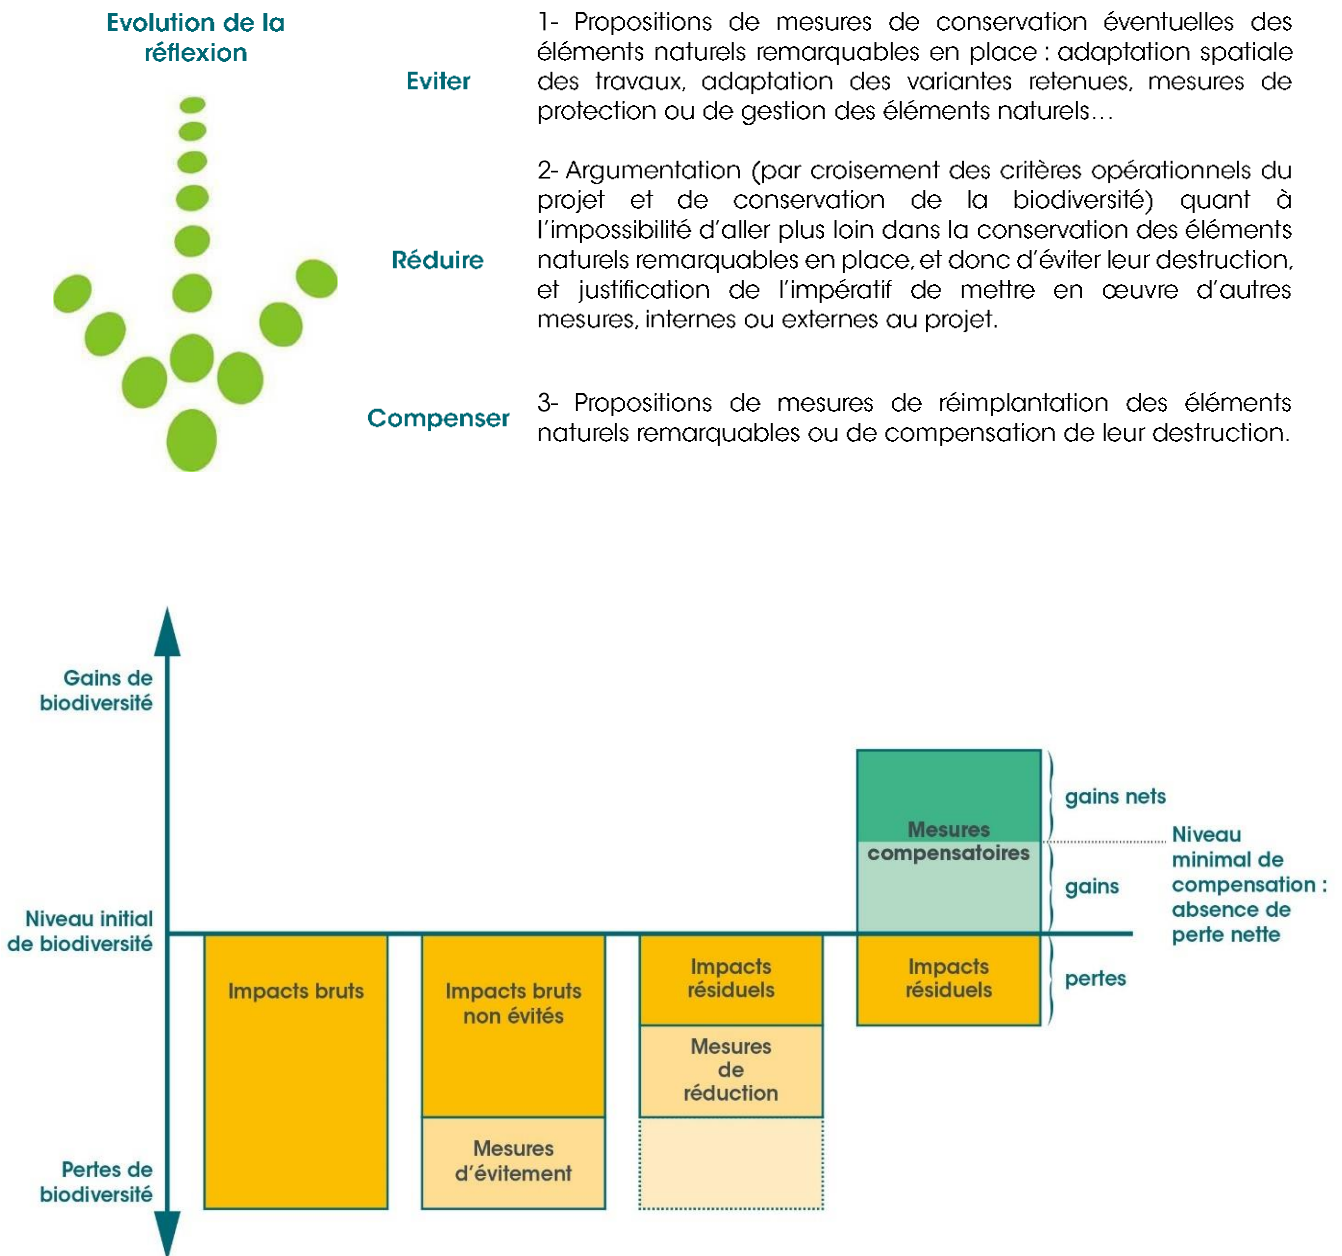 Evolution de la
réflexion
Eviter
1- Propositions de mesures de conservation éventuelles des
éléments naturels remarquables en place : adaptation spatiale
des travaux, adaptation des variantes retenues, mesures de
protection ou de gestion des éléments naturels...
Réduire
2- Argumentation (par croisement des critères opérationnels du
projet et de conservation de la biodiversité) quant à
l'impossibilité d'aller plus loin dans la conservation des éléments
naturels remarquables en place, et donc d'éviter leur destruction,
et justification de l'impératif de mettre en œuvre d'autres
mesures, internes ou externes au projet.
Compenser
3- Propositions de mesures de réimplantation des éléments
naturels remarquables ou de compensation de leur destruction.
Gains de
biodiversité
Niveau initial
de biodiversité
Pertes de
biodiversité
Impacts bruts
Impacts bruts
non évités
Mesures
d'évitement
Impacts
résiduels
Mesures
de
réduction
Mesures
compensatoires
Impacts
résiduels
gains nets
gains
pertes
Niveau
minimal de
compensation :
absence de
perte nette